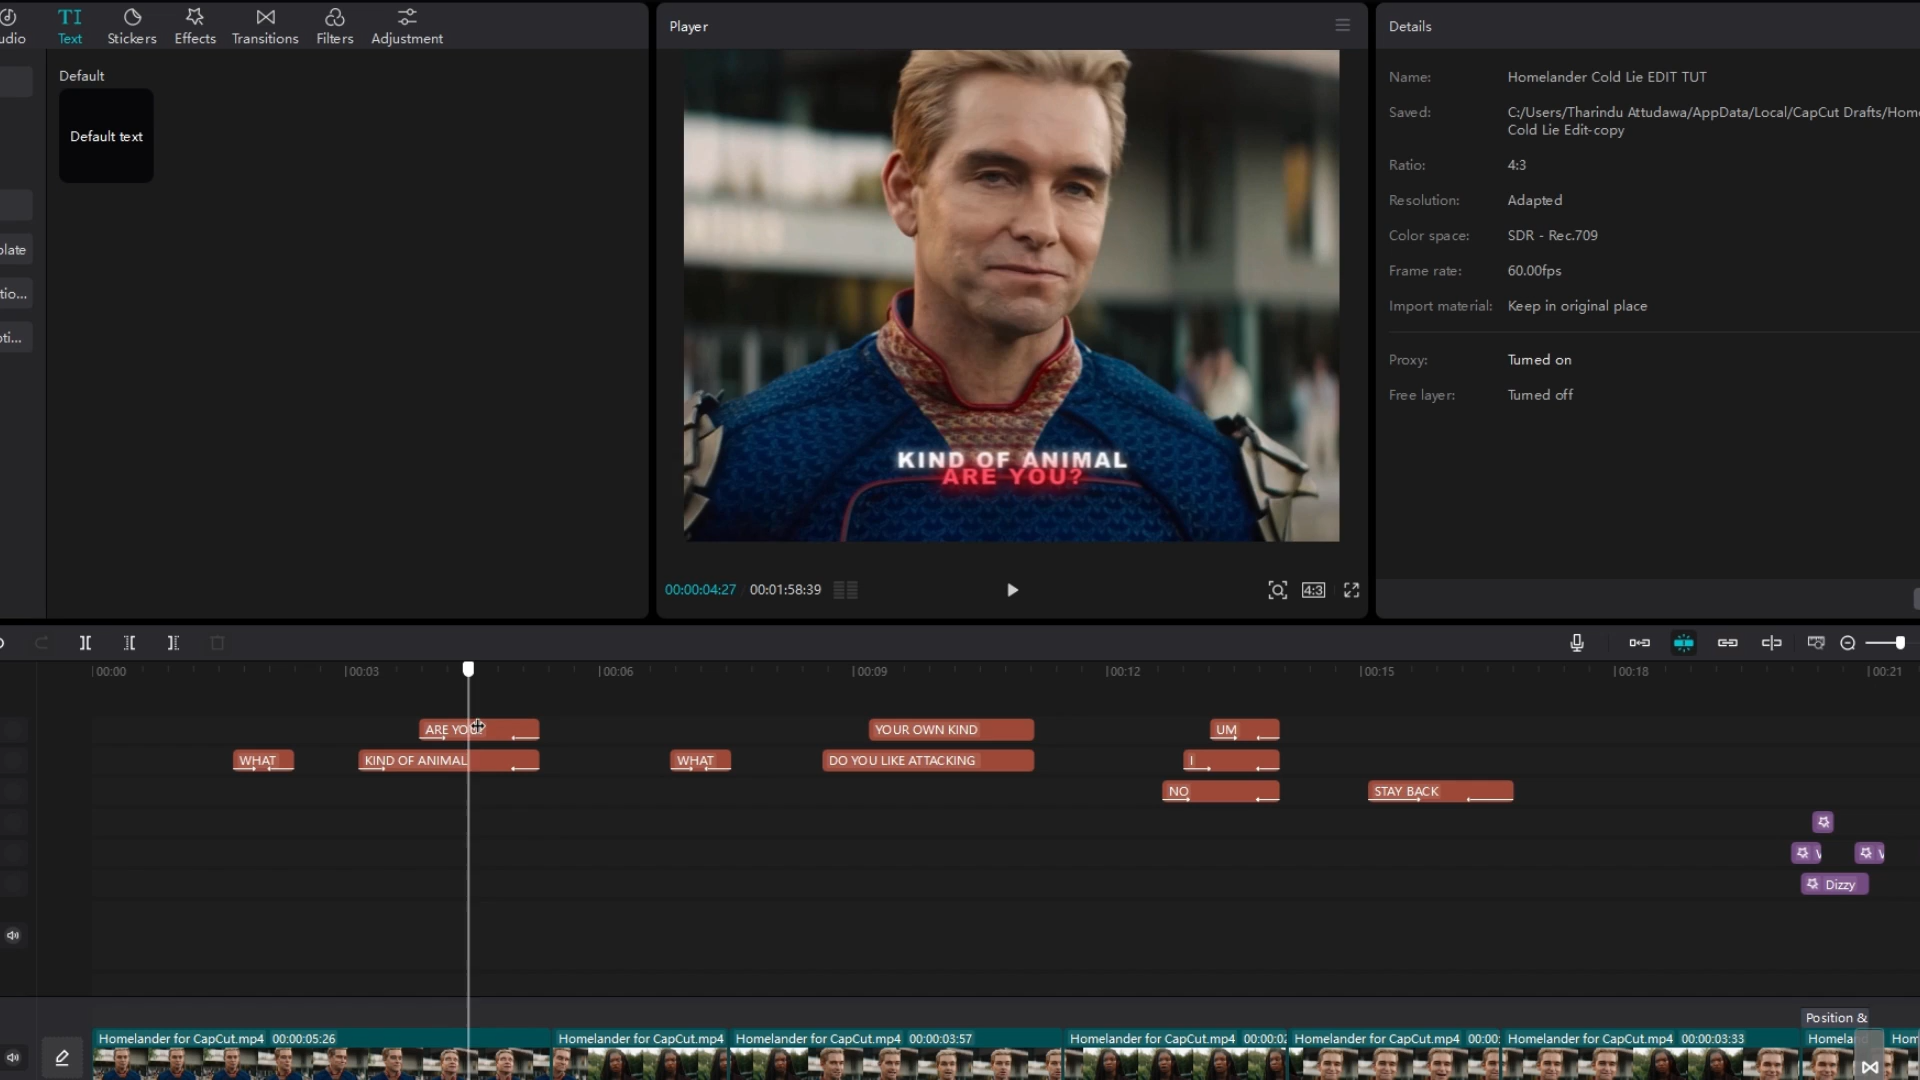 udio
Text
Stickers
Effects
Transitions
Filters
Adjustment
Default
Default text
plate
tio...
pti...
Player
KIND OF ANIMAL
ARE YOU?
00:00:04:27
00:01:58:39
4:3
Details
Name: Homelander Cold Lie EDIT TUT
Saved: C:/Users/Tharindu Attudawa/AppData/Local/CapCut Drafts/Hom
Cold Lie Edit-copy
Ratio: 4:3
Resolution: Adapted
Color space: SDR - Rec.709
Frame rate: 60.00fps
Import material: Keep in original place
Proxy: Turned on
Free layer: Turned off
00:00 00:03 00:06 00:09 00:12 00:15 00:18 00:21
ARE YOU? YOUR OWN KIND UM
WHAT KIND OF ANIMAL WHAT DO YOU LIKE ATTACKING I
NO STAY BACK
Dizzy
Position &
Homelander for CapCut.mp4 00:00:05:26 Homelander for CapCut.mp4 Homelander for CapCut.mp4 00:00:03:57 Homelander for CapCut.mp4 00:00:02 Homelander for CapCut.mp4 00:00: Homelander for CapCut.mp4 00:00:03:33 Homela Hom